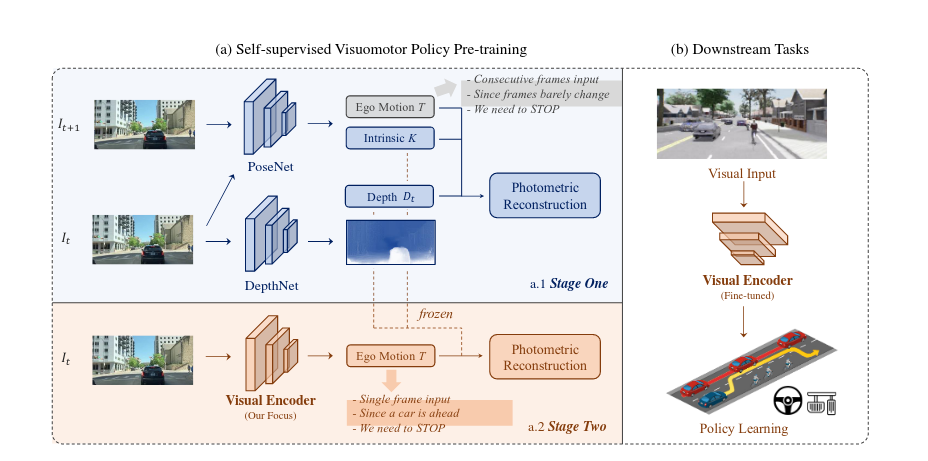 (a) Self-supervised Visuomotor Policy Pre-training
(b) Downstream Tasks
I_{t+1}
PoseNet
Ego Motion T
Intrinsic K
- Consecutive frames input
- Since frames barely change
- We need to STOP
Depth D_t
Photometric
Reconstruction
I_t
DepthNet
a.1 Stage One
frozen
I_t
Visual Encoder
(Our Focus)
Ego Motion T
Photometric
Reconstruction
- Single frame input
- Since a car is ahead
- We need to STOP
a.2 Stage Two
Visual Input
Visual Encoder
(Fine-tuned)
Policy Learning